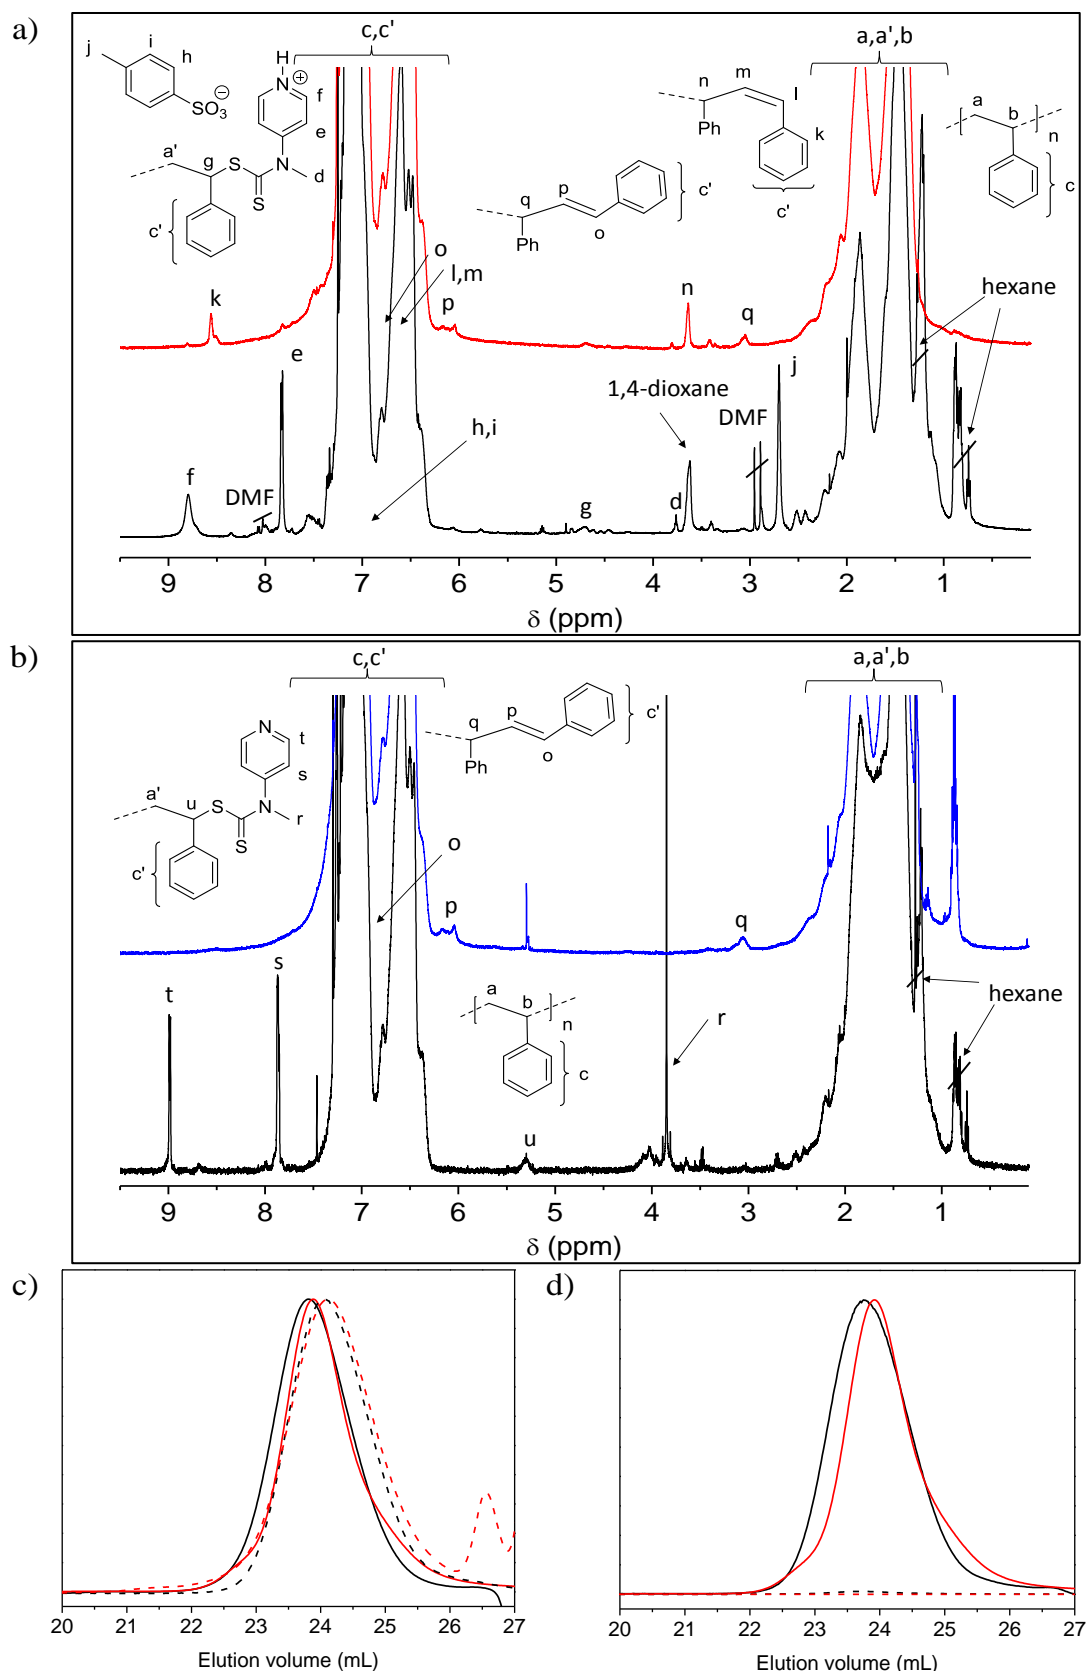 a)
c,c'
a,a',b
j
i
h
SO₃
⊖
H
N
⊕
f
e
a'
g
S
N
d
S
c'
n
m
l
Ph
k
c'
q
p
o
Ph
c'
a
b
n
c
o
l,m
k
p
n
q
hexane
e
j
1,4-dioxane
DMF
h,i
f
DMF
g
d
9 8 7 6 5 4 3 2 1
δ (ppm)
b)
c,c'
a,a',b
N
t
s
a'
u
S
N
r
S
c'
q
p
o
Ph
c'
o
p
q
s
t
a
b
n
c
r
hexane
u
9 8 7 6 5 4 3 2 1
δ (ppm)
c)
20 21 22 23 24 25 26 27
Elution volume (mL)
d)
20 21 22 23 24 25 26 27
Elution volume (mL)